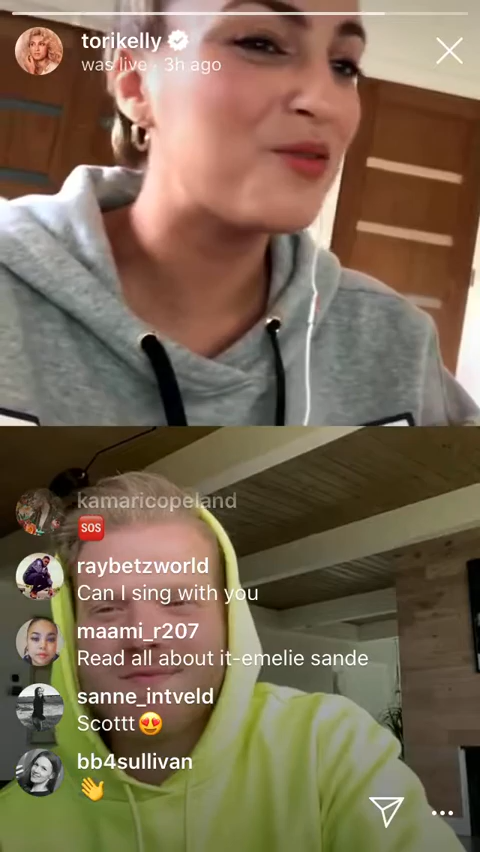 torikelly
was live · 3h ago
kamaricopeland
🆘
raybetzworld
Can I sing with you
maami_r207
Read all about it-emelie sande
sanne_intveld
Scottt😍
bb4sullivan
👋